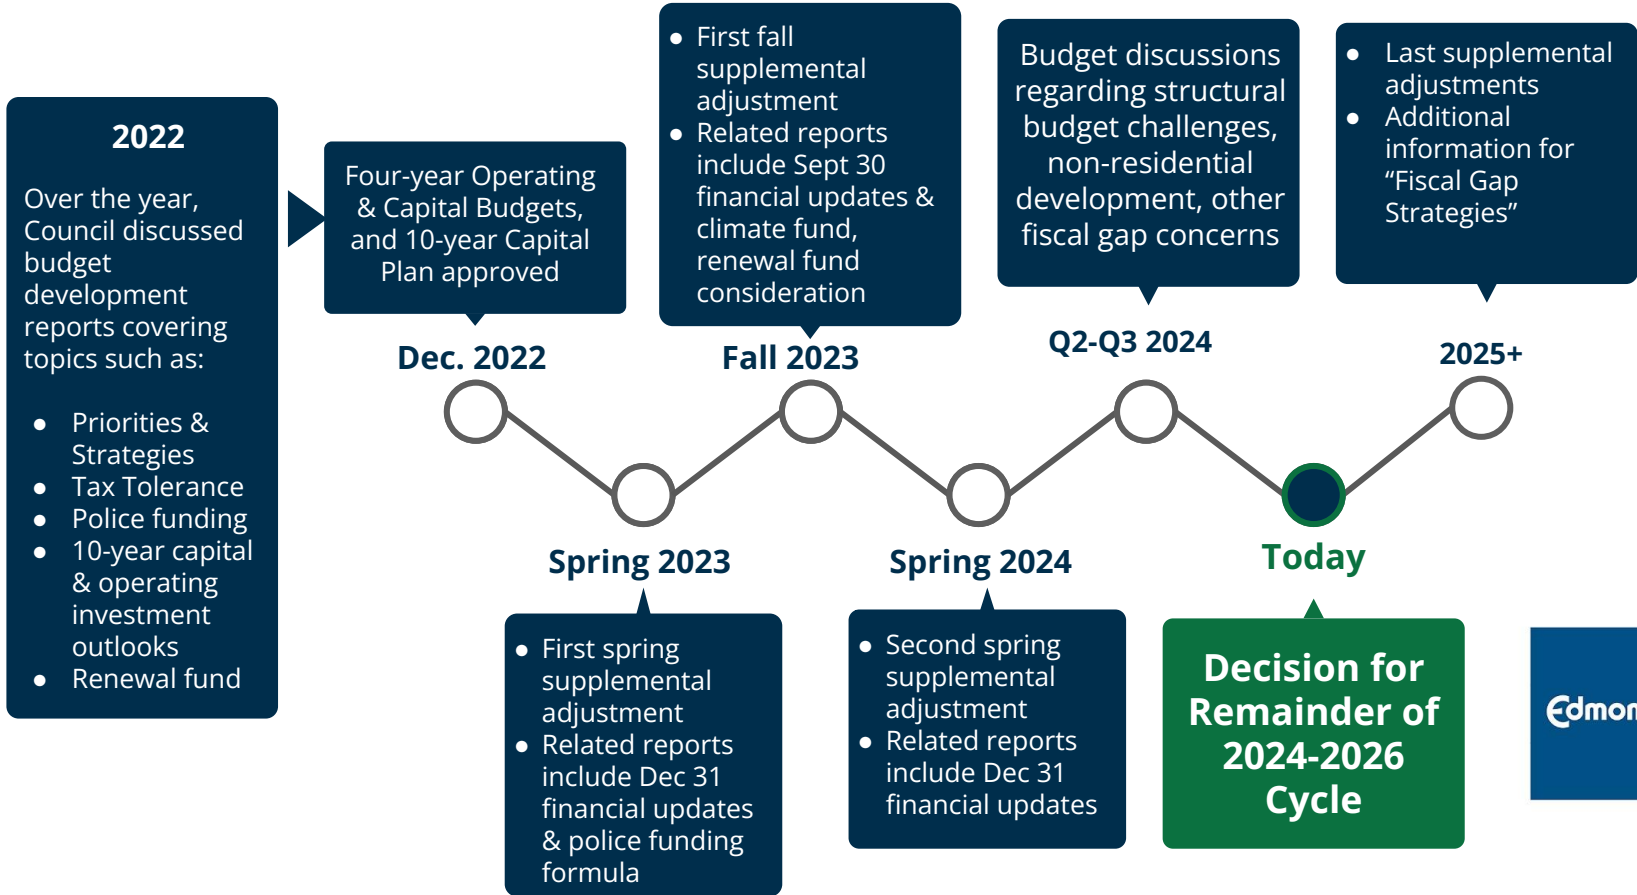 2022
Over the year,
Council discussed
budget
development
reports covering
topics such as:
● Priorities &
Strategies
● Tax Tolerance
● Police funding
● 10-year capital
& operating
investment
outlooks
● Renewal fund
Four-year Operating
& Capital Budgets,
and 10-year Capital
Plan approved
Dec. 2022
● First fall
supplemental
adjustment
● Related reports
include Sept 30
financial updates &
climate fund,
renewal fund
consideration
Fall 2023
Budget discussions
regarding structural
budget challenges,
non-residential
development, other
fiscal gap concerns
Q2-Q3 2024
● Last supplemental
adjustments
● Additional
information for
“Fiscal Gap
Strategies”
2025+
Spring 2023
● First spring
supplemental
adjustment
● Related reports
include Dec 31
financial updates
& police funding
formula
Spring 2024
● Second spring
supplemental
adjustment
● Related reports
include Dec 31
financial updates
Today
Decision for
Remainder of
2024-2026
Cycle
Edmon